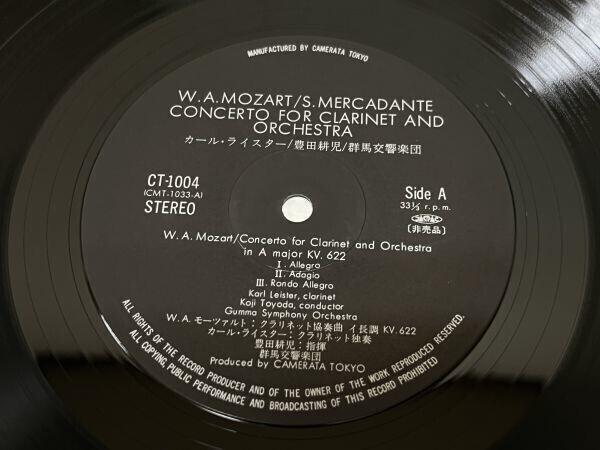 MANUFACTURED BY CAMERATA TOKYO
W.A.MOZART/S.MERCADANTE
CONCERTO FOR CLARINET AND
ORCHESTRA
カール・ライスター/豊田耕児/群馬交響楽団
CT-1004
(CMT-1033-A)
STEREO
Side A
33⅓ r.p.m.
[非売品]
W.A.Mozart/Concerto for Clarinet and Orchestra
in A major KV. 622
I. Allegro
II. Adagio
III. Rondo Allegro
Karl Leister, clarinet
Koji Toyoda, conductor
Gumma Symphony Orchestra
W.A.モーツァルト：クラリネット協奏曲 イ長調 KV.622
カール・ライスター：クラリネット独奏
豊田耕児：指揮
群馬交響楽団
Produced by CAMERATA TOKYO
ALL RIGHTS OF THE RECORD PRODUCER AND OF THE OWNER OF THE WORK REPRODUCED RESERVED.
ALL COPYING, PUBLIC PERFORMANCE AND BROADCASTING OF THIS RECORD PROHIBITED